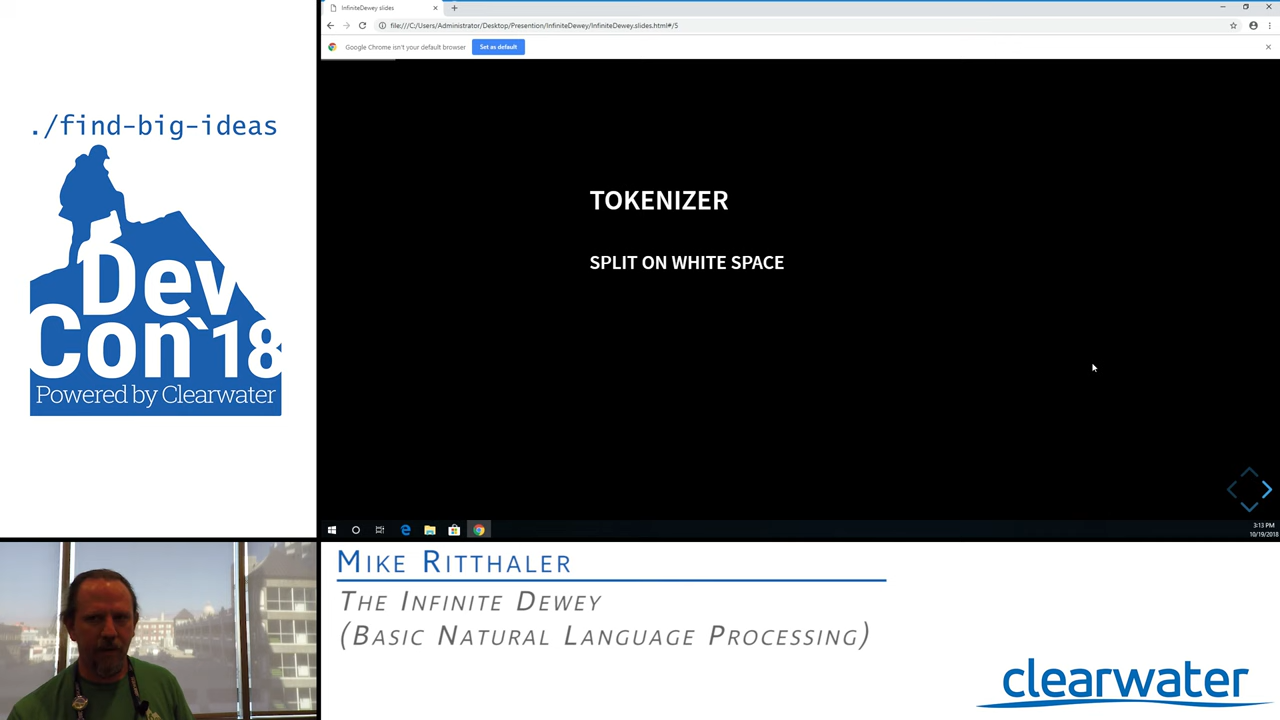 ./find-big-ideas
Dev
Con`18
Powered by Clearwater
InfiniteDewey slides
file:///C:/Users/Administrator/Desktop/Presention/InfiniteDewey/InfiniteDewey.slides.html#/5
Google Chrome isn't your default browser
Set as default
TOKENIZER
SPLIT ON WHITE SPACE
3:13 PM
10/19/2018
MIKE RITTHALER
THE INFINITE DEWEY
(BASIC NATURAL LANGUAGE PROCESSING)
clearwater